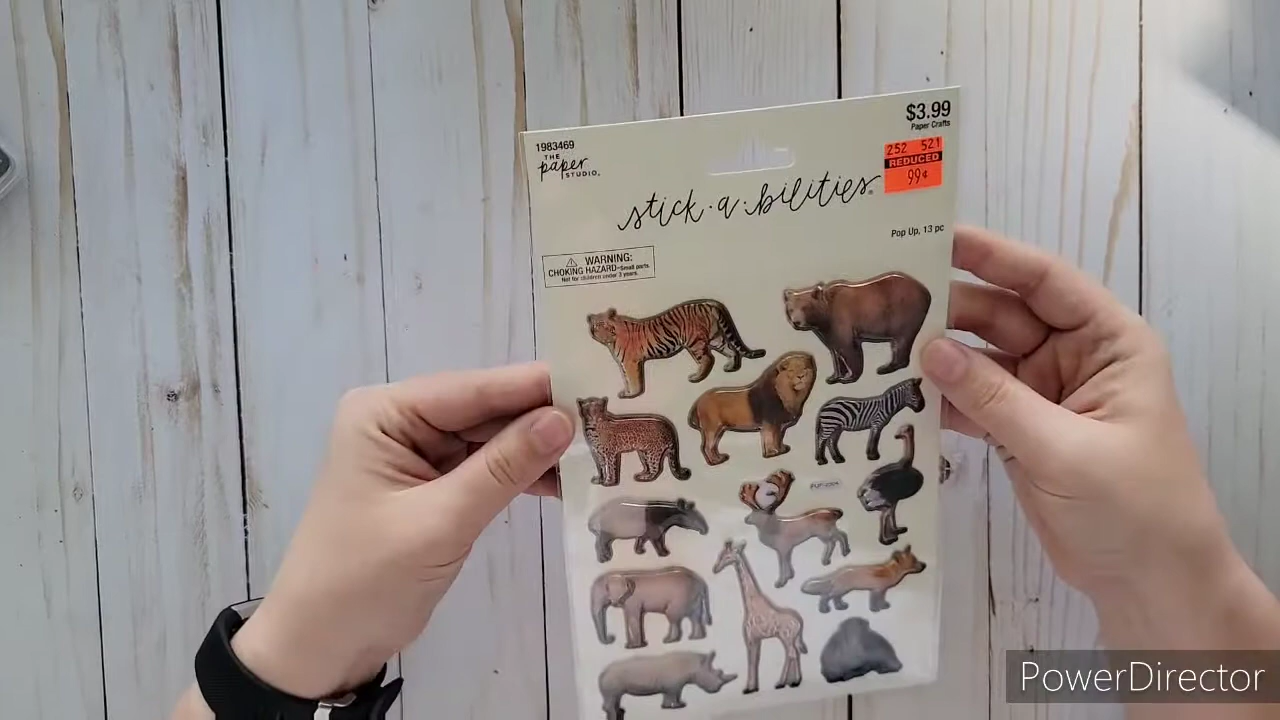 1983469
THE
paper
STUDIO®
$3.99
Paper Crafts
252 521
REDUCED
99¢
stick·a·bilities®
Pop Up, 13 pc
WARNING:
CHOKING HAZARD-Small parts.
Not for children under 3 years.
PowerDirector